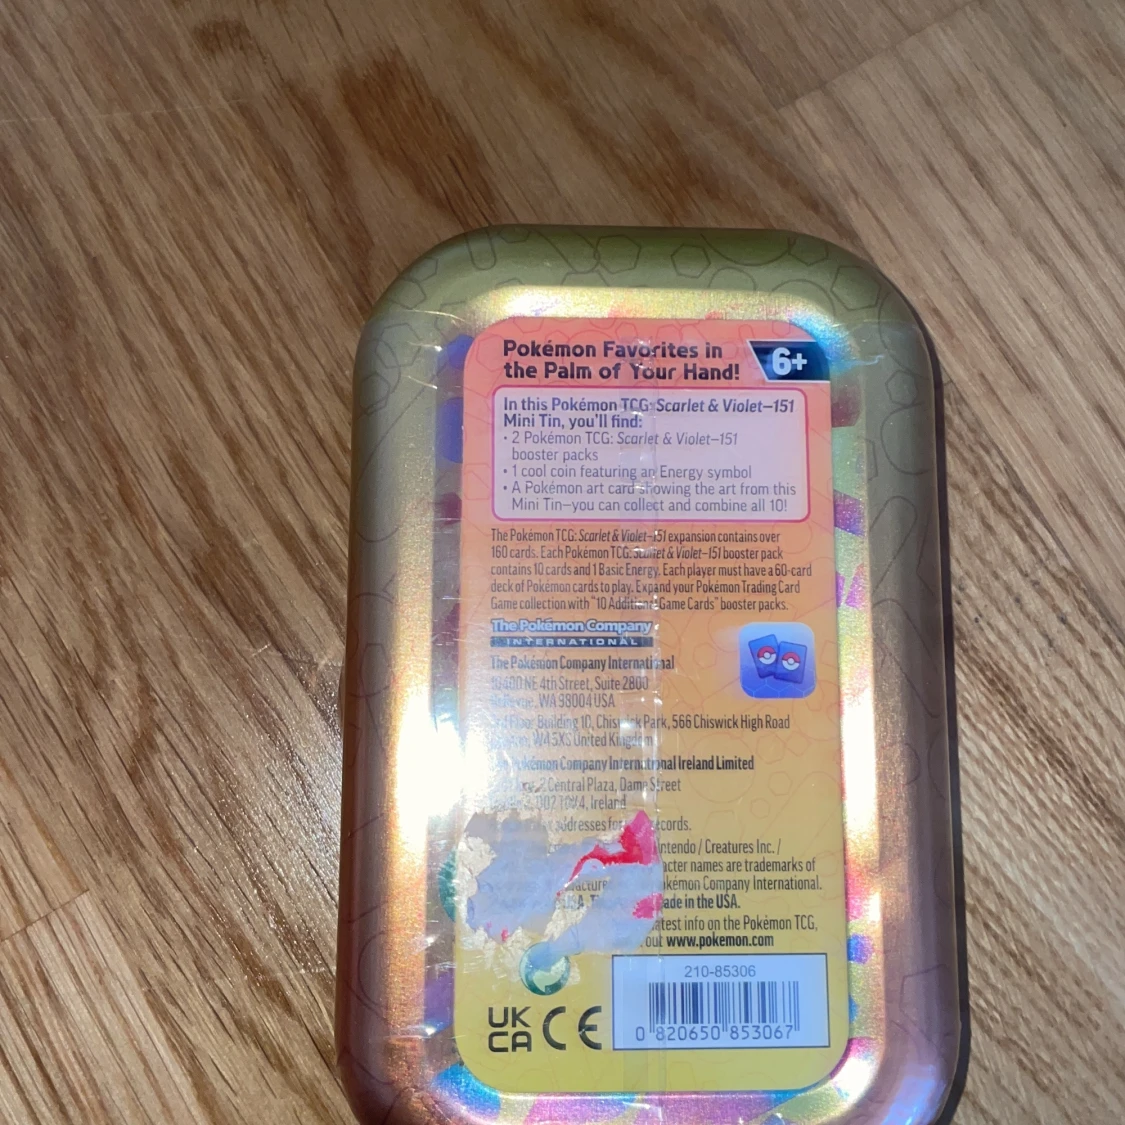 Pokémon Favorites in
the Palm of Your Hand!
6+
In this Pokémon TCG: Scarlet & Violet—151
Mini Tin, you'll find:
• 2 Pokémon TCG: Scarlet & Violet—151
booster packs
• 1 cool coin featuring an Energy symbol
• A Pokémon art card showing the art from this
Mini Tin—you can collect and combine all 10!
The Pokémon TCG: Scarlet & Violet—151 expansion contains over
160 cards. Each Pokémon TCG: Scarlet & Violet—151 booster pack
contains 10 cards and 1 Basic Energy. Each player must have a 60-card
deck of Pokémon cards to play. Expand your Pokémon Trading Card
Game collection with "10 Additional Game Cards" booster packs.
The Pokémon Company
INTERNATIONAL
The Pokémon Company International
10400 NE 4th Street, Suite 2800
WA 98004 USA
Floor, Building 10, Chiswick Park, 566 Chiswick High Road
W4 5XS United Kingdom
Pokémon Company International Ireland Limited
2 Central Plaza, Dame Street
Ireland
addresses for records.
Nintendo / Creatures Inc. /
names are trademarks of
Pokémon Company International.
USA. Made in the USA.
latest info on the Pokémon TCG,
out www.pokemon.com
210-85306
0 820650 853067
UK
CA
CE